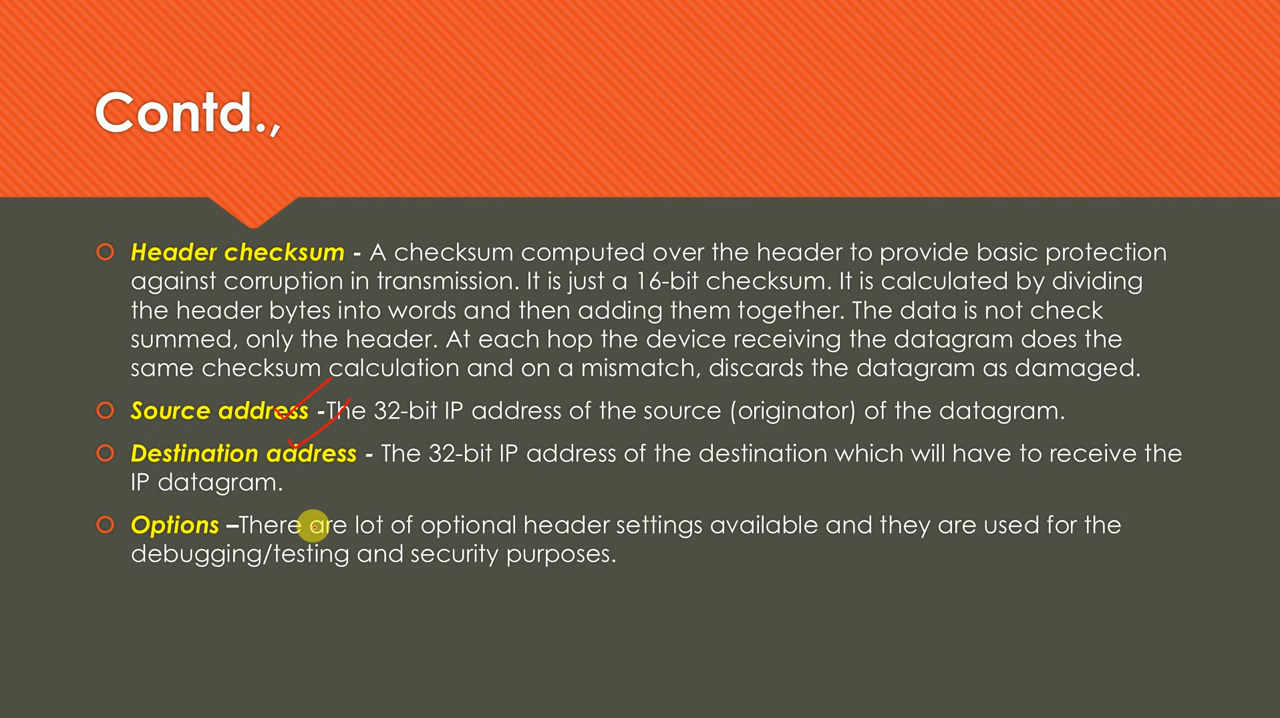 Contd.,
Header checksum - A checksum computed over the header to provide basic protection
against corruption in transmission. It is just a 16-bit checksum. It is calculated by dividing
the header bytes into words and then adding them together. The data is not check
summed, only the header. At each hop the device receiving the datagram does the
same checksum calculation and on a mismatch, discards the datagram as damaged.
Source address -The 32-bit IP address of the source (originator) of the datagram.
Destination address - The 32-bit IP address of the destination which will have to receive the
IP datagram.
Options –There are lot of optional header settings available and they are used for the
debugging/testing and security purposes.